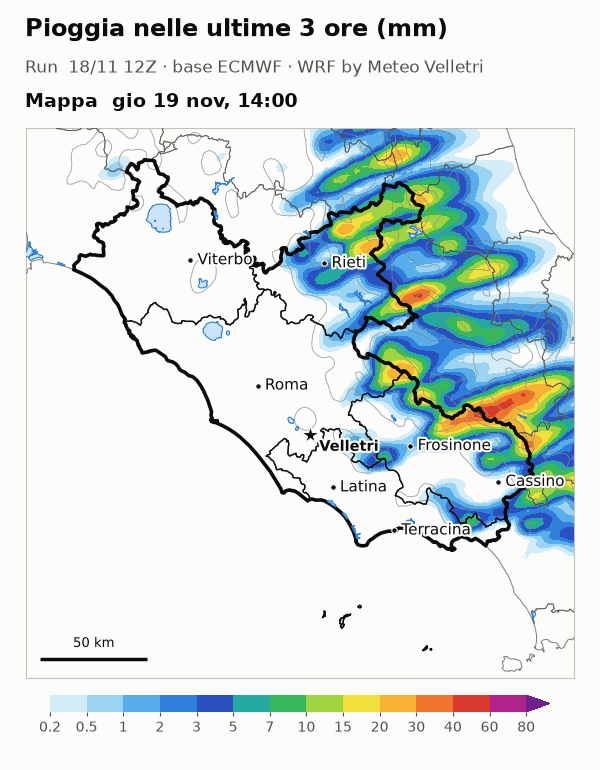 Pioggia nelle ultime 3 ore (mm)
Run  18/11 12Z · base ECMWF · WRF by Meteo Velletri
Mappa  gio 19 nov, 14:00
Viterbo
Rieti
Roma
Velletri
Frosinone
Latina
Cassino
Terracina
50 km
0.2 0.5 1 2 3 5 7 10 15 20 30 40 60 80